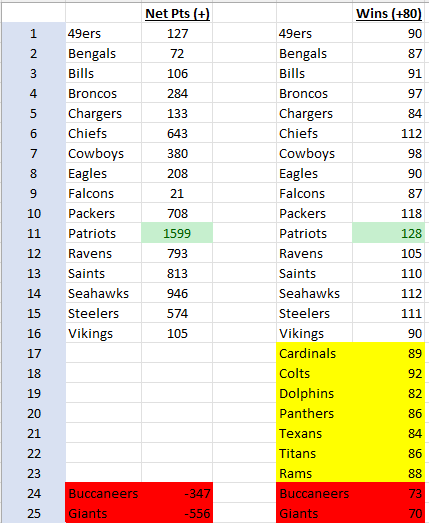 Net Pts (+) Wins (+80)
1 49ers 127 49ers 90
2 Bengals 72 Bengals 87
3 Bills 106 Bills 91
4 Broncos 284 Broncos 97
5 Chargers 133 Chargers 84
6 Chiefs 643 Chiefs 112
7 Cowboys 380 Cowboys 98
8 Eagles 208 Eagles 90
9 Falcons 21 Falcons 87
10 Packers 708 Packers 118
11 Patriots 1599 Patriots 128
12 Ravens 793 Ravens 105
13 Saints 813 Saints 110
14 Seahawks 946 Seahawks 112
15 Steelers 574 Steelers 111
16 Vikings 105 Vikings 90
17 Cardinals 89
18 Colts 92
19 Dolphins 82
20 Panthers 86
21 Texans 84
22 Titans 86
23 Rams 88
24 Buccaneers -347 Buccaneers 73
25 Giants -556 Giants 70